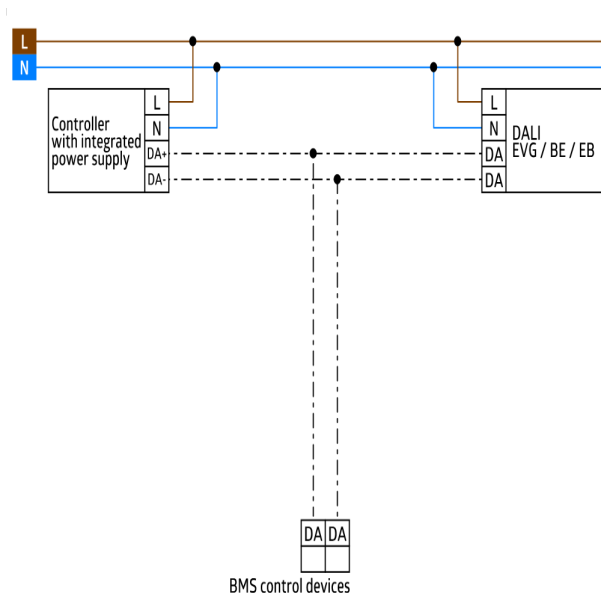 L
N
Controller
with integrated
power supply
L
N
DA+
DA-
L
N
DA
DA
DALI
EVG / BE / EB
DA DA
BMS control devices